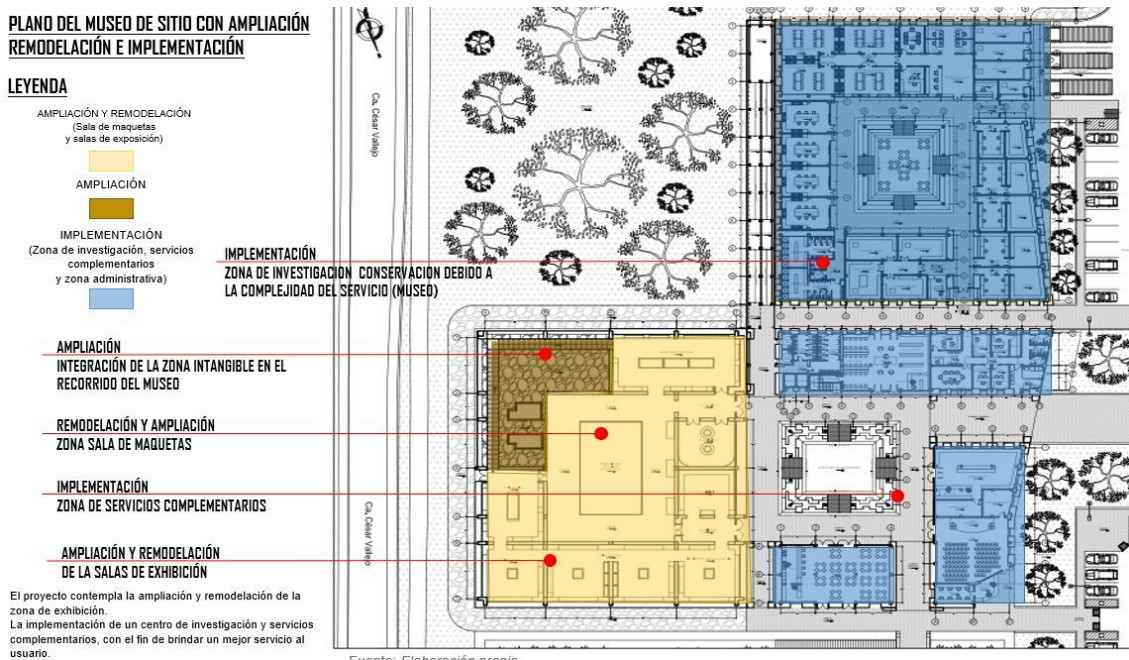 PLANO DEL MUSEO DE SITIO CON AMPLIACIÓN
REMODELACIÓN E IMPLEMENTACIÓN
LEYENDA
AMPLIACIÓN Y REMODELACIÓN
(Sala de maquetas
y salas de exposición)
AMPLIACIÓN
IMPLEMENTACIÓN
(Zona de investigación, servicios
complementarios
y zona administrativa)
IMPLEMENTACIÓN
ZONA DE INVESTIGACION CONSERVACION DEBIDO A
LA COMPLEJIDAD DEL SERVICIO (MUSEO)
AMPLIACIÓN
INTEGRACIÓN DE LA ZONA INTANGIBLE EN EL
RECORRIDO DEL MUSEO
REMODELACIÓN Y AMPLIACIÓN
ZONA SALA DE MAQUETAS
IMPLEMENTACIÓN
ZONA DE SERVICIOS COMPLEMENTARIOS
AMPLIACIÓN Y REMODELACIÓN
DE LA SALAS DE EXHIBICIÓN
El proyecto contempla la ampliación y remodelación de la
zona de exhibición.
La implementación de un centro de investigación y servicios
complementarios, con el fin de brindar un mejor servicio al
usuario.
Ca. César Vallejo
Ca. César Vallejo
Fuente: Elaboración propia